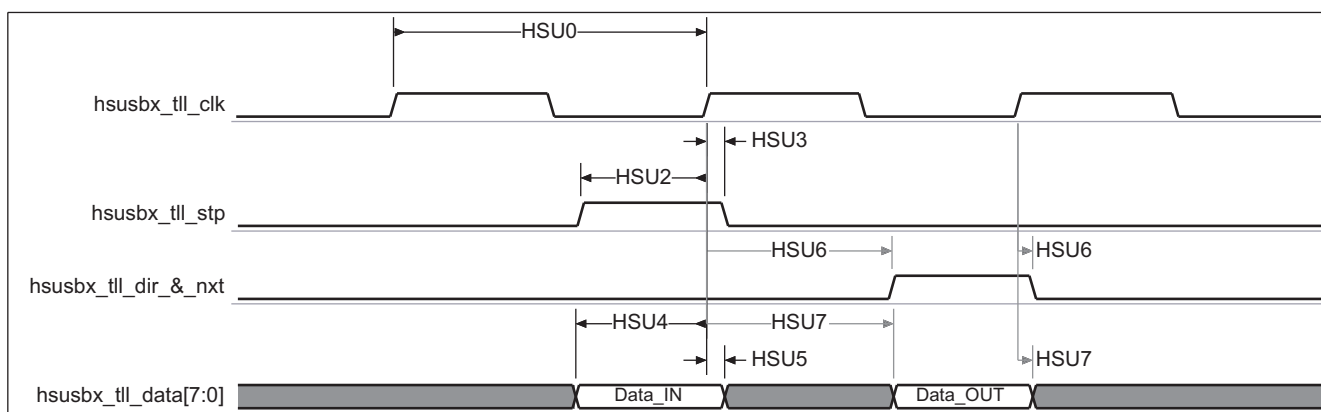 HSU0
hsusbx_tll_clk
HSU3
HSU2
hsusbx_tll_stp
HSU6
HSU6
hsusbx_tll_dir_&_nxt
HSU4
HSU7
HSU5
HSU7
hsusbx_tll_data[7:0]
Data_IN
Data_OUT